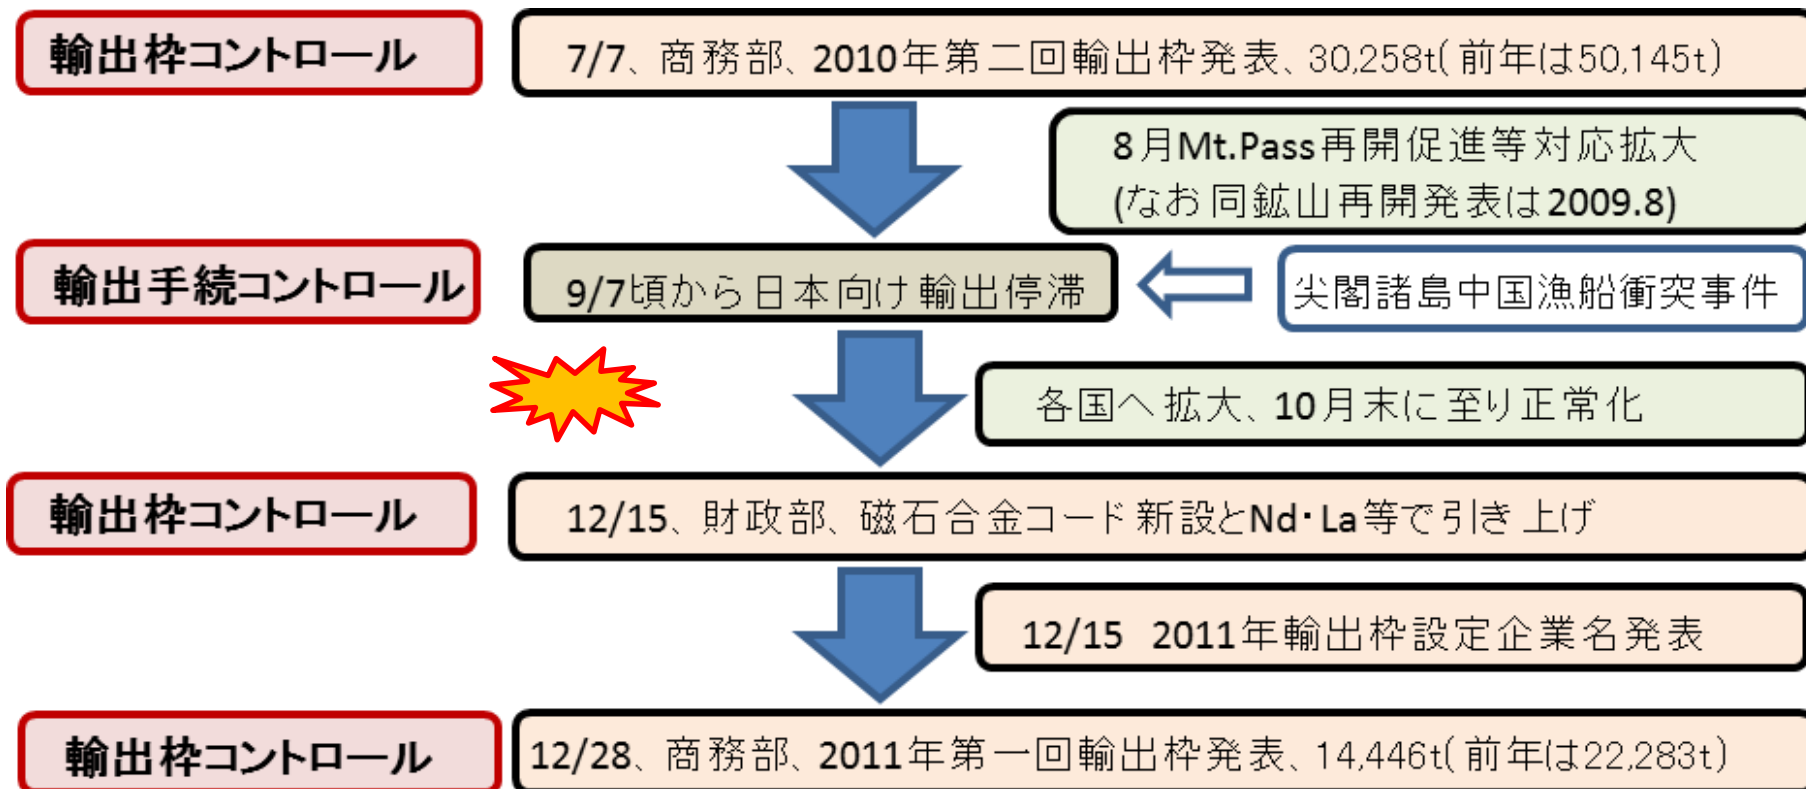 輸出枠コントロール
7/7、商務部、2010年第二回輸出枠発表、30,258t(前年は50,145t)
8月Mt.Pass再開促進等対応拡大
(なお同鉱山再開発表は2009.8)
輸出手続コントロール
9/7頃から日本向け輸出停滞
尖閣諸島中国漁船衝突事件
各国へ拡大、10月末に至り正常化
輸出枠コントロール
12/15、財政部、磁石合金コード新設とNd・La等で引き上げ
12/15 2011年輸出枠設定企業名発表
輸出枠コントロール
12/28、商務部、2011年第一回輸出枠発表、14,446t(前年は22,283t)